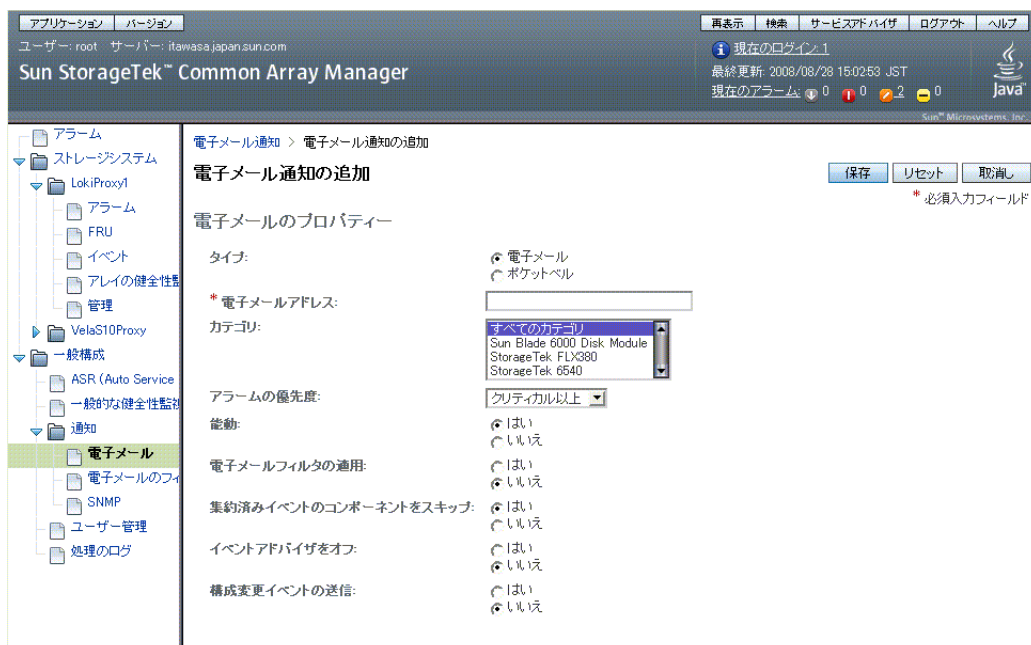 アプリケーション バージョン
再表示 検索 サービスアドバイザ ログアウト ヘルプ
ユーザー: root サーバー: itawasa.japan.sun.com
現在のログイン: 1
Sun StorageTek™ Common Array Manager
最終更新: 2008/08/28 15:02:53 JST
現在のアラーム: 0 0 2 0
Java
Sun™ Microsystems, Inc.
アラーム
ストレージシステム
LokiProxy1
アラーム
FRU
イベント
アレイの健全性監
管理
VelaS10Proxy
一般構成
ASR (Auto Service
一般的な健全性監視
通知
電子メール
電子メールのフィ
SNMP
ユーザー管理
処理のログ
電子メール通知 > 電子メール通知の追加
電子メール通知の追加
保存 リセット 取消し
* 必須入力フィールド
電子メールのプロパティー
タイプ:
電子メール
ポケットベル
* 電子メールアドレス:
カテゴリ:
すべてのカテゴリ
Sun Blade 6000 Disk Module
StorageTek FLX380
StorageTek 6540
アラームの優先度:
クリティカル以上
能動:
はい
いいえ
電子メールフィルタの適用:
はい
いいえ
集約済みイベントのコンポーネントをスキップ:
はい
いいえ
イベントアドバイザをオフ:
はい
いいえ
構成変更イベントの送信:
はい
いいえ